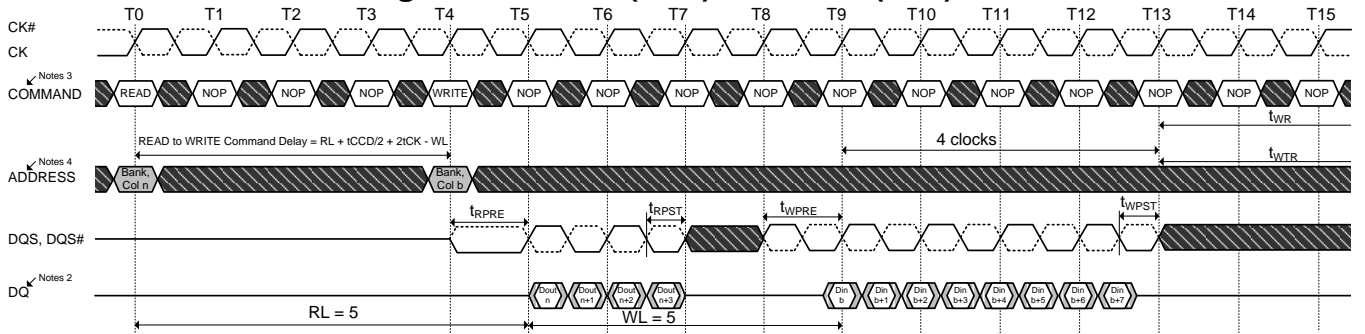 T0 T1 T2 T3 T4 T5 T6 T7 T8 T9 T10 T11 T12 T13 T14 T15
CK#
CK
Notes 3
COMMAND READ NOP NOP NOP WRITE NOP NOP NOP NOP NOP NOP NOP NOP NOP NOP NOP
tWR
READ to WRITE Command Delay = RL + tCCD/2 + 2tCK - WL
4 clocks
tWTR
Notes 4
ADDRESS
Bank,
Col n
Bank,
Col b
tRPRE tRPST tWPRE tWPST
DQS, DQS#
Notes 2
DQ
Dout
n
Dout
n+1
Dout
n+2
Dout
n+3
Din
b
Din
b+1
Din
b+2
Din
b+3
Din
b+4
Din
b+5
Din
b+6
Din
b+7
RL = 5
WL = 5